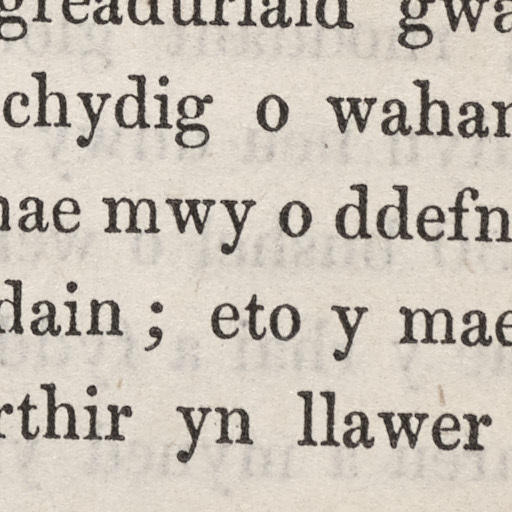 greaduriaid gwa
chydig o wahan
nae mwy o ddefn
dain ; eto y mae
rthir yn llawer